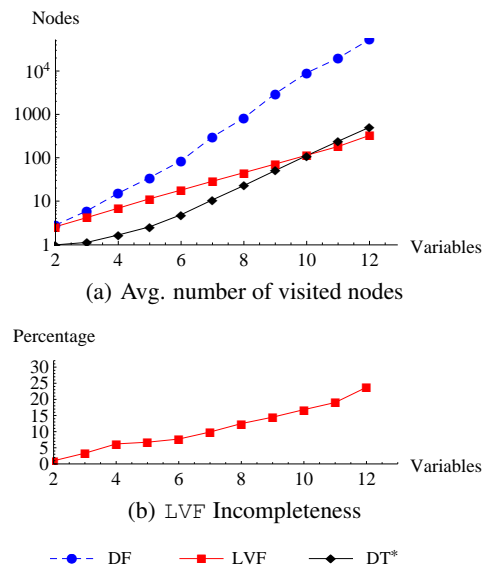 Nodes
10^4
1000
100
10
1
2 4 6 8 10 12
Variables
(a) Avg. number of visited nodes
Percentage
30
25
20
15
10
5
0
2 4 6 8 10 12
Variables
(b) LVF Incompleteness
DF LVF DT*